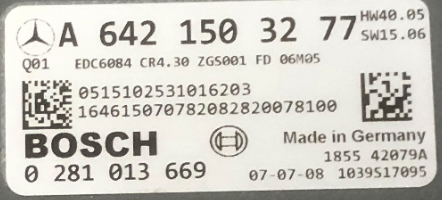 A 642 150 32 77 HW40.05
SW15.06
Q01 EDC6084 CR4.30 ZGS001 FD 06M05
0515102531016203
164615070782082820078100
BOSCH
Made in Germany
1855 42079A
0 281 013 669 07-07-08 1039S17095